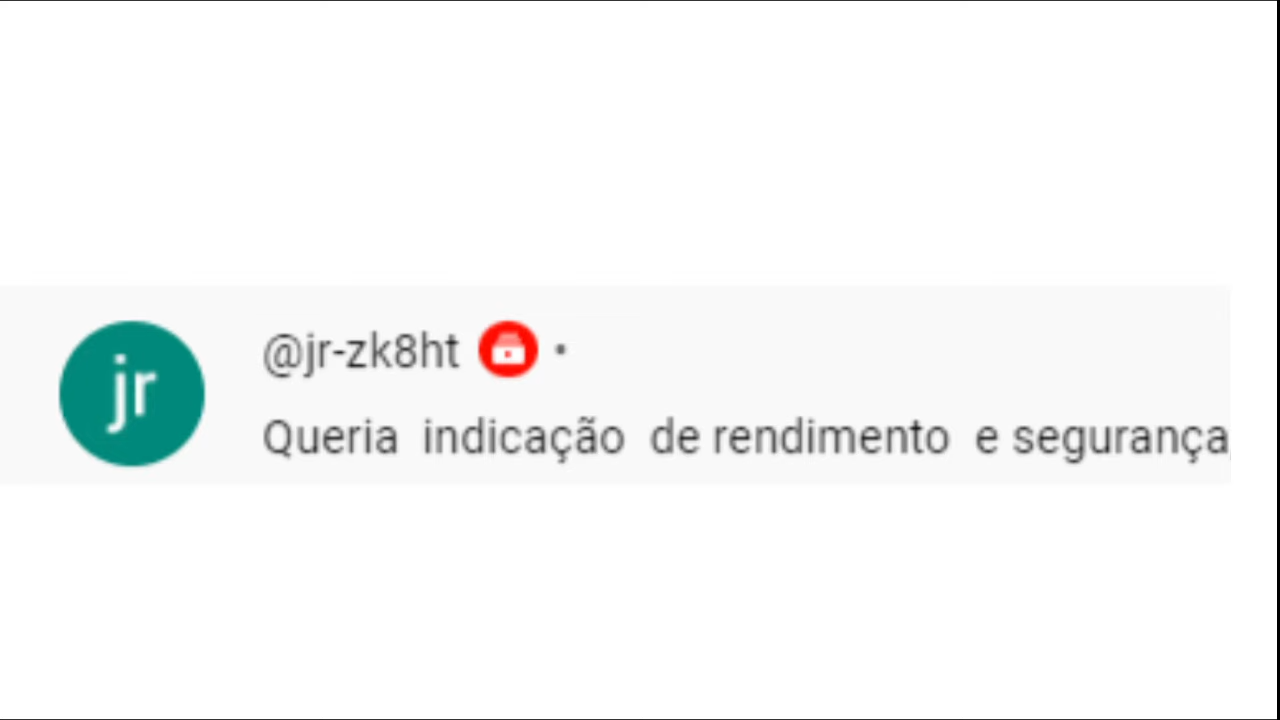 jr
@jr-zk8ht •
Queria indicação de rendimento e segurança